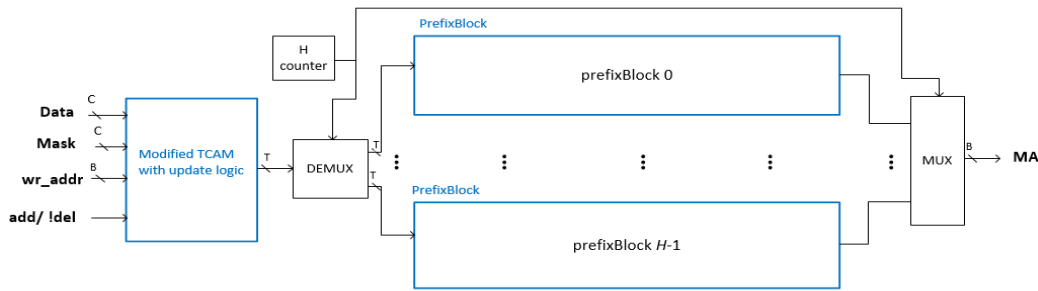 PrefixBlock
H
counter
prefixBlock 0
Data
C
Mask
C
wr_addr
B
add/ !del
Modified TCAM
with update logic
T
DEMUX
T
T
MUX
B
MA
PrefixBlock
prefixBlock H-1